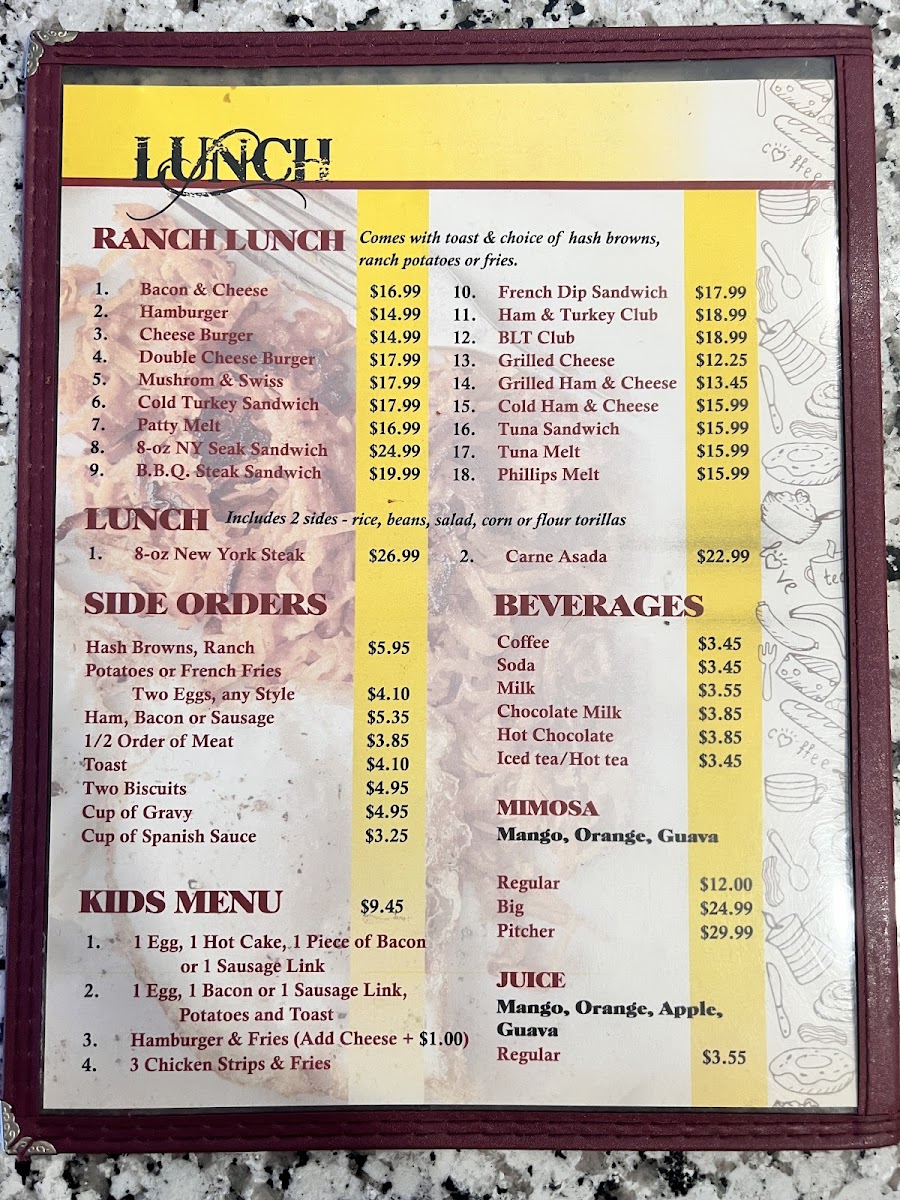 LUNCH
RANCH LUNCH Comes with toast & choice of hash browns,
ranch potatoes or fries.
1. Bacon & Cheese $16.99
2. Hamburger $14.99
3. Cheese Burger $14.99
4. Double Cheese Burger $17.99
5. Mushrom & Swiss $17.99
6. Cold Turkey Sandwich $17.99
7. Patty Melt $16.99
8. 8-oz NY Seak Sandwich $24.99
9. B.B.Q. Steak Sandwich $19.99
10. French Dip Sandwich $17.99
11. Ham & Turkey Club $18.99
12. BLT Club $18.99
13. Grilled Cheese $12.25
14. Grilled Ham & Cheese $13.45
15. Cold Ham & Cheese $15.99
16. Tuna Sandwich $15.99
17. Tuna Melt $15.99
18. Phillips Melt $15.99
LUNCH Includes 2 sides - rice, beans, salad, corn or flour torillas
1. 8-oz New York Steak $26.99
2. Carne Asada $22.99
SIDE ORDERS
Hash Browns, Ranch $5.95
Potatoes or French Fries
Two Eggs, any Style $4.10
Ham, Bacon or Sausage $5.35
1/2 Order of Meat $3.85
Toast $4.10
Two Biscuits $4.95
Cup of Gravy $4.95
Cup of Spanish Sauce $3.25
KIDS MENU $9.45
1. 1 Egg, 1 Hot Cake, 1 Piece of Bacon
or 1 Sausage Link
2. 1 Egg, 1 Bacon or 1 Sausage Link,
Potatoes and Toast
3. Hamburger & Fries (Add Cheese + $1.00)
4. 3 Chicken Strips & Fries
BEVERAGES
Coffee $3.45
Soda $3.45
Milk $3.55
Chocolate Milk $3.85
Hot Chocolate $3.85
Iced tea/Hot tea $3.45
MIMOSA
Mango, Orange, Guava
Regular $12.00
Big $24.99
Pitcher $29.99
JUICE
Mango, Orange, Apple,
Guava
Regular $3.55
coffee
tea
coffee